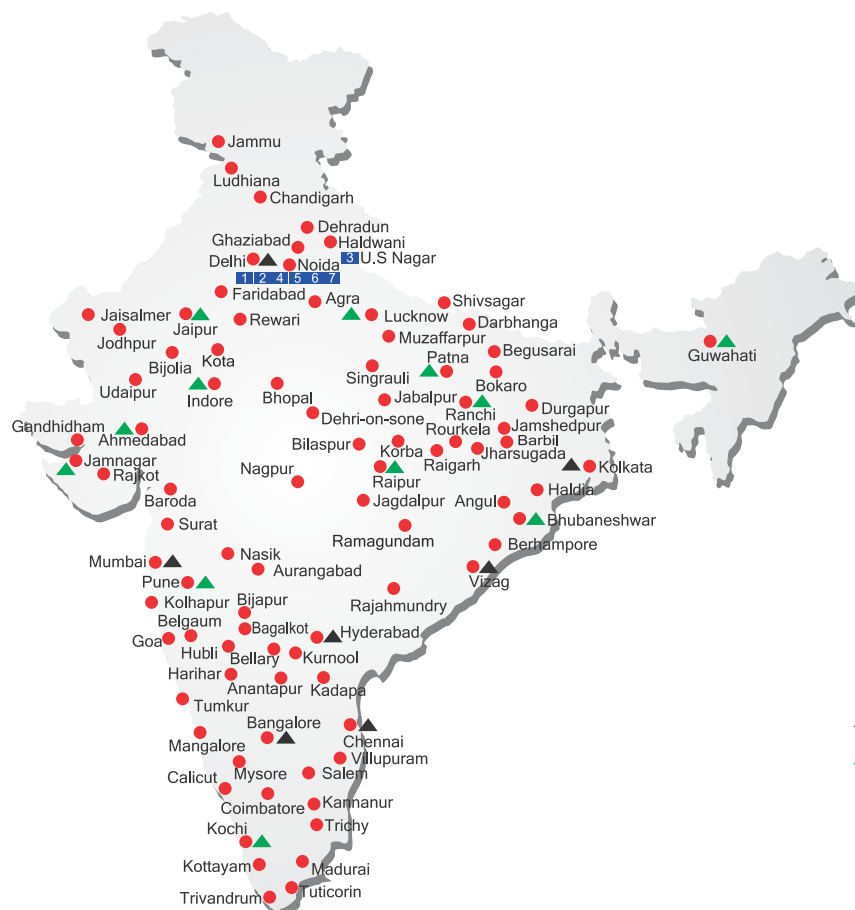 Jammu
Ludhiana
Chandigarh
Dehradun
Ghaziabad
Haldwani
Delhi
3 U.S Nagar
Noida
1 2 4 5 6 7
Faridabad
Agra
Shivsagar
Jaisalmer
Jaipur
Rewari
Lucknow
Darbhanga
Jodhpur
Muzaffarpur
Guwahati
Bijolia
Kota
Patna
Begusarai
Singrauli
Udaipur
Indore
Bhopal
Jabalpur
Bokaro
Dehri-on-sone
Ranchi
Durgapur
Gandhidham
Ahmedabad
Rourkela
Jamshedpur
Bilaspur
Korba
Barbil
Jamnagar
Raigarh
Jharsugada
Rajkot
Nagpur
Raipur
Kolkata
Baroda
Jagdalpur
Angul
Haldia
Surat
Ramagundam
Bhubaneshwar
Nasik
Berhampore
Mumbai
Aurangabad
Vizag
Pune
Kolhapur
Bijapur
Rajahmundry
Belgaum
Bagalkot
Hyderabad
Goa
Hubli
Bellary
Kurnool
Harihar
Anantapur
Kadapa
Tumkur
Bangalore
Chennai
Mangalore
Villupuram
Mysore
Salem
Calicut
Coimbatore
Kannanur
Kochi
Trichy
Kottayam
Madurai
Trivandrum
Tuticorin